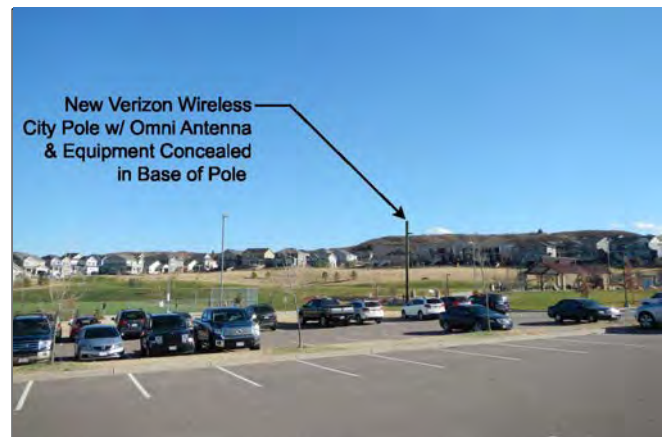 New Verizon Wireless
City Pole w/ Omni Antenna
& Equipment Concealed
in Base of Pole